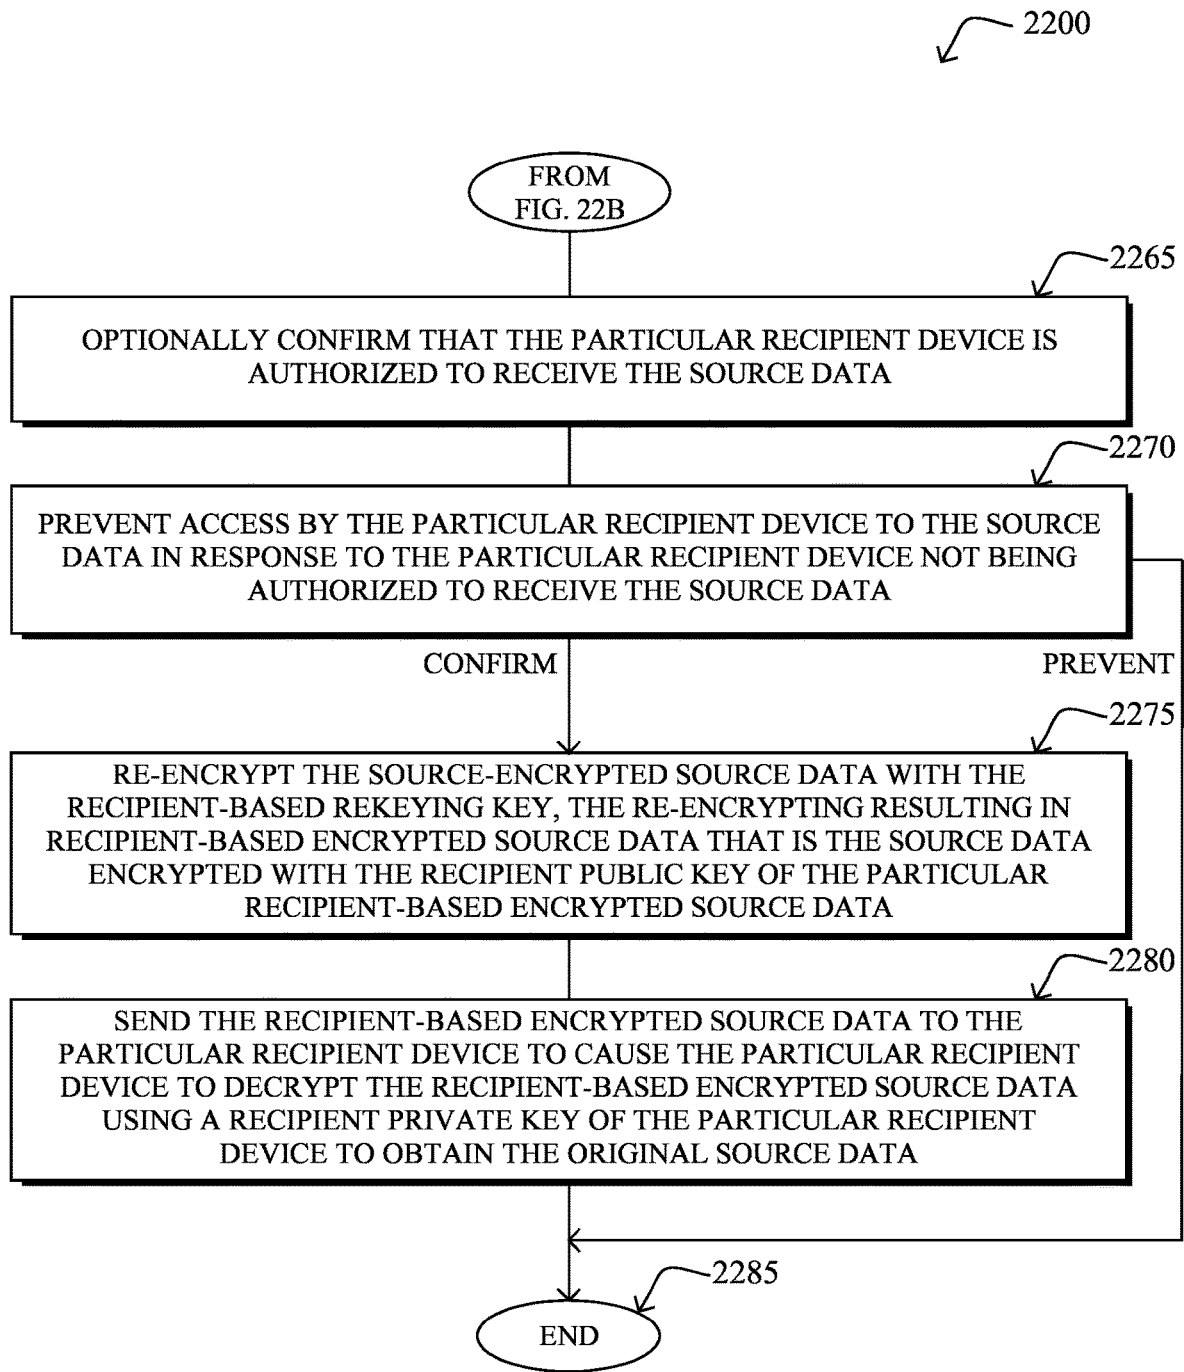 2200
FROM
FIG. 22B
2265
OPTIONALLY CONFIRM THAT THE PARTICULAR RECIPIENT DEVICE IS
AUTHORIZED TO RECEIVE THE SOURCE DATA
2270
PREVENT ACCESS BY THE PARTICULAR RECIPIENT DEVICE TO THE SOURCE
DATA IN RESPONSE TO THE PARTICULAR RECIPIENT DEVICE NOT BEING
AUTHORIZED TO RECEIVE THE SOURCE DATA
CONFIRM
PREVENT
2275
RE-ENCRYPT THE SOURCE-ENCRYPTED SOURCE DATA WITH THE
RECIPIENT-BASED REKEYING KEY, THE RE-ENCRYPTING RESULTING IN
RECIPIENT-BASED ENCRYPTED SOURCE DATA THAT IS THE SOURCE DATA
ENCRYPTED WITH THE RECIPIENT PUBLIC KEY OF THE PARTICULAR
RECIPIENT-BASED ENCRYPTED SOURCE DATA
2280
SEND THE RECIPIENT-BASED ENCRYPTED SOURCE DATA TO THE
PARTICULAR RECIPIENT DEVICE TO CAUSE THE PARTICULAR RECIPIENT
DEVICE TO DECRYPT THE RECIPIENT-BASED ENCRYPTED SOURCE DATA
USING A RECIPIENT PRIVATE KEY OF THE PARTICULAR RECIPIENT
DEVICE TO OBTAIN THE ORIGINAL SOURCE DATA
2285
END